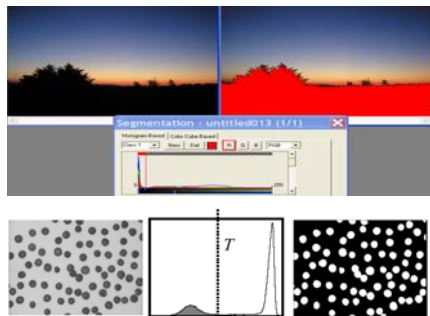 Segmentation - untitled013 (1/1)
Histogram Based Color Cube Based
Class 1 New Del R G B RGB
0 255
T